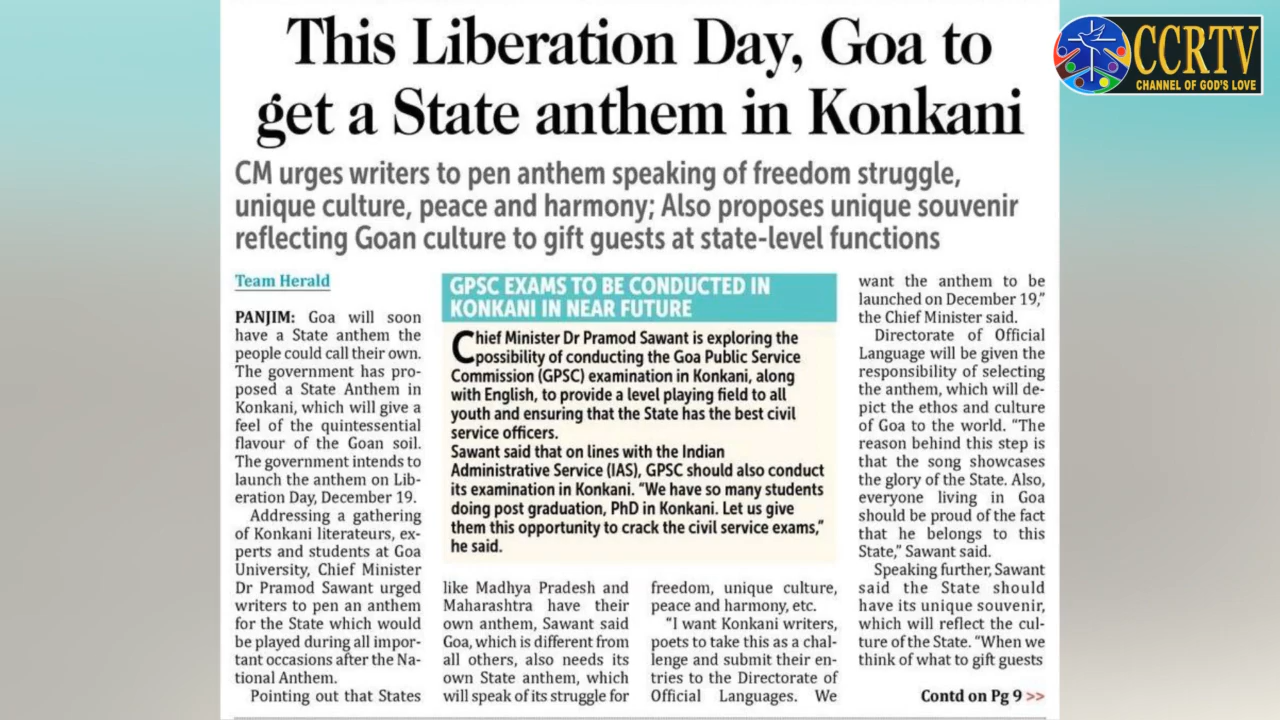 This Liberation Day, Goa to
get a State anthem in Konkani
CM urges writers to pen anthem speaking of freedom struggle,
unique culture, peace and harmony; Also proposes unique souvenir
reflecting Goan culture to gift guests at state-level functions
Team Herald
PANJIM: Goa will soon
have a State anthem the
people could call their own.
The government has pro-
posed a State Anthem in
Konkani, which will give a
feel of the quintessential
flavour of the Goan soil.
The government intends to
launch the anthem on Lib-
eration Day, December 19.
Addressing a gathering
of Konkani literateurs, ex-
perts and students at Goa
University, Chief Minister
Dr Pramod Sawant urged
writers to pen an anthem
for the State which would
be played during all impor-
tant occasions after the Na-
tional Anthem.
Pointing out that States
GPSC EXAMS TO BE CONDUCTED IN
KONKANI IN NEAR FUTURE
Chief Minister Dr Pramod Sawant is exploring the
possibility of conducting the Goa Public Service
Commission (GPSC) examination in Konkani, along
with English, to provide a level playing field to all
youth and ensuring that the State has the best civil
service officers.
Sawant said that on lines with the Indian
Administrative Service (IAS), GPSC should also conduct
its examination in Konkani. "We have so many students
doing post graduation, PhD in Konkani. Let us give
them this opportunity to crack the civil service exams,"
he said.
like Madhya Pradesh and
Maharashtra have their
own anthem, Sawant said
Goa, which is different from
all others, also needs its
own State anthem, which
will speak of its struggle for
freedom, unique culture,
peace and harmony, etc.
"I want Konkani writers,
poets to take this as a chal-
lenge and submit their en-
tries to the Directorate of
Official Languages. We
want the anthem to be
launched on December 19,"
the Chief Minister said.
Directorate of Official
Language will be given the
responsibility of selecting
the anthem, which will de-
pict the ethos and culture
of Goa to the world. "The
reason behind this step is
that the song showcases
the glory of the State. Also,
everyone living in Goa
should be proud of the fact
that he belongs to this
State," Sawant said.
Speaking further, Sawant
said the State should
have its unique souvenir,
which will reflect the cul-
ture of the State. "When we
think of what to gift guests
Contd on Pg 9 >>
CCRTV
CHANNEL OF GOD'S LOVE